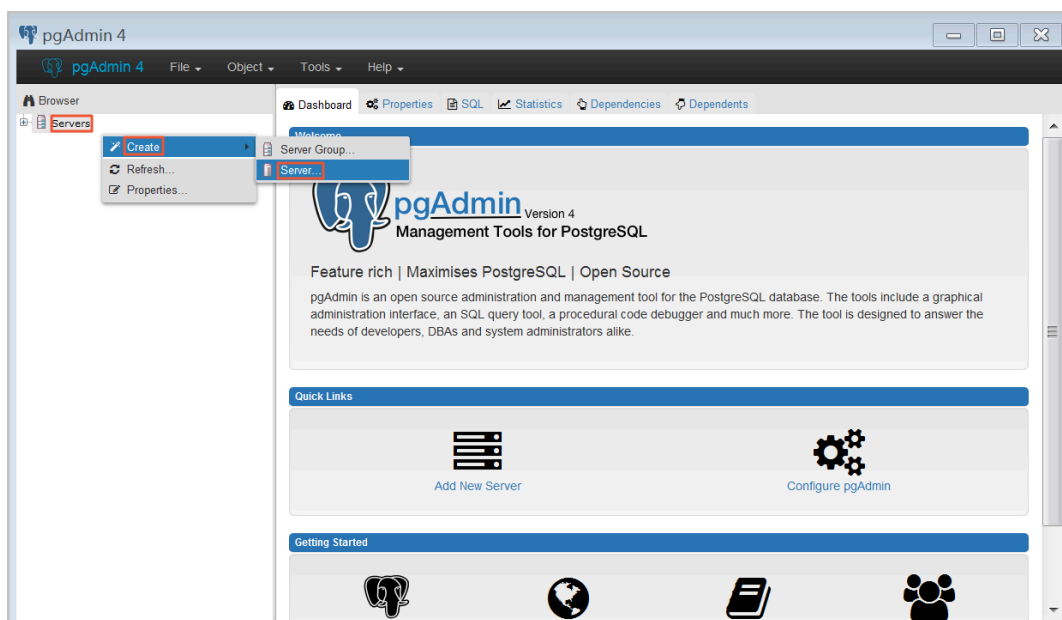 pgAdmin 4
pgAdmin 4 File Object Tools Help
Browser
Servers
Create
Refresh...
Properties...
Server Group...
Server...
Dashboard Properties SQL Statistics Dependencies Dependents
Welcome
pgAdmin Version 4
Management Tools for PostgreSQL
Feature rich | Maximises PostgreSQL | Open Source
pgAdmin is an open source administration and management tool for the PostgreSQL database. The tools include a graphical
administration interface, an SQL query tool, a procedural code debugger and much more. The tool is designed to answer the
needs of developers, DBAs and system administrators alike.
Quick Links
Add New Server Configure pgAdmin
Getting Started